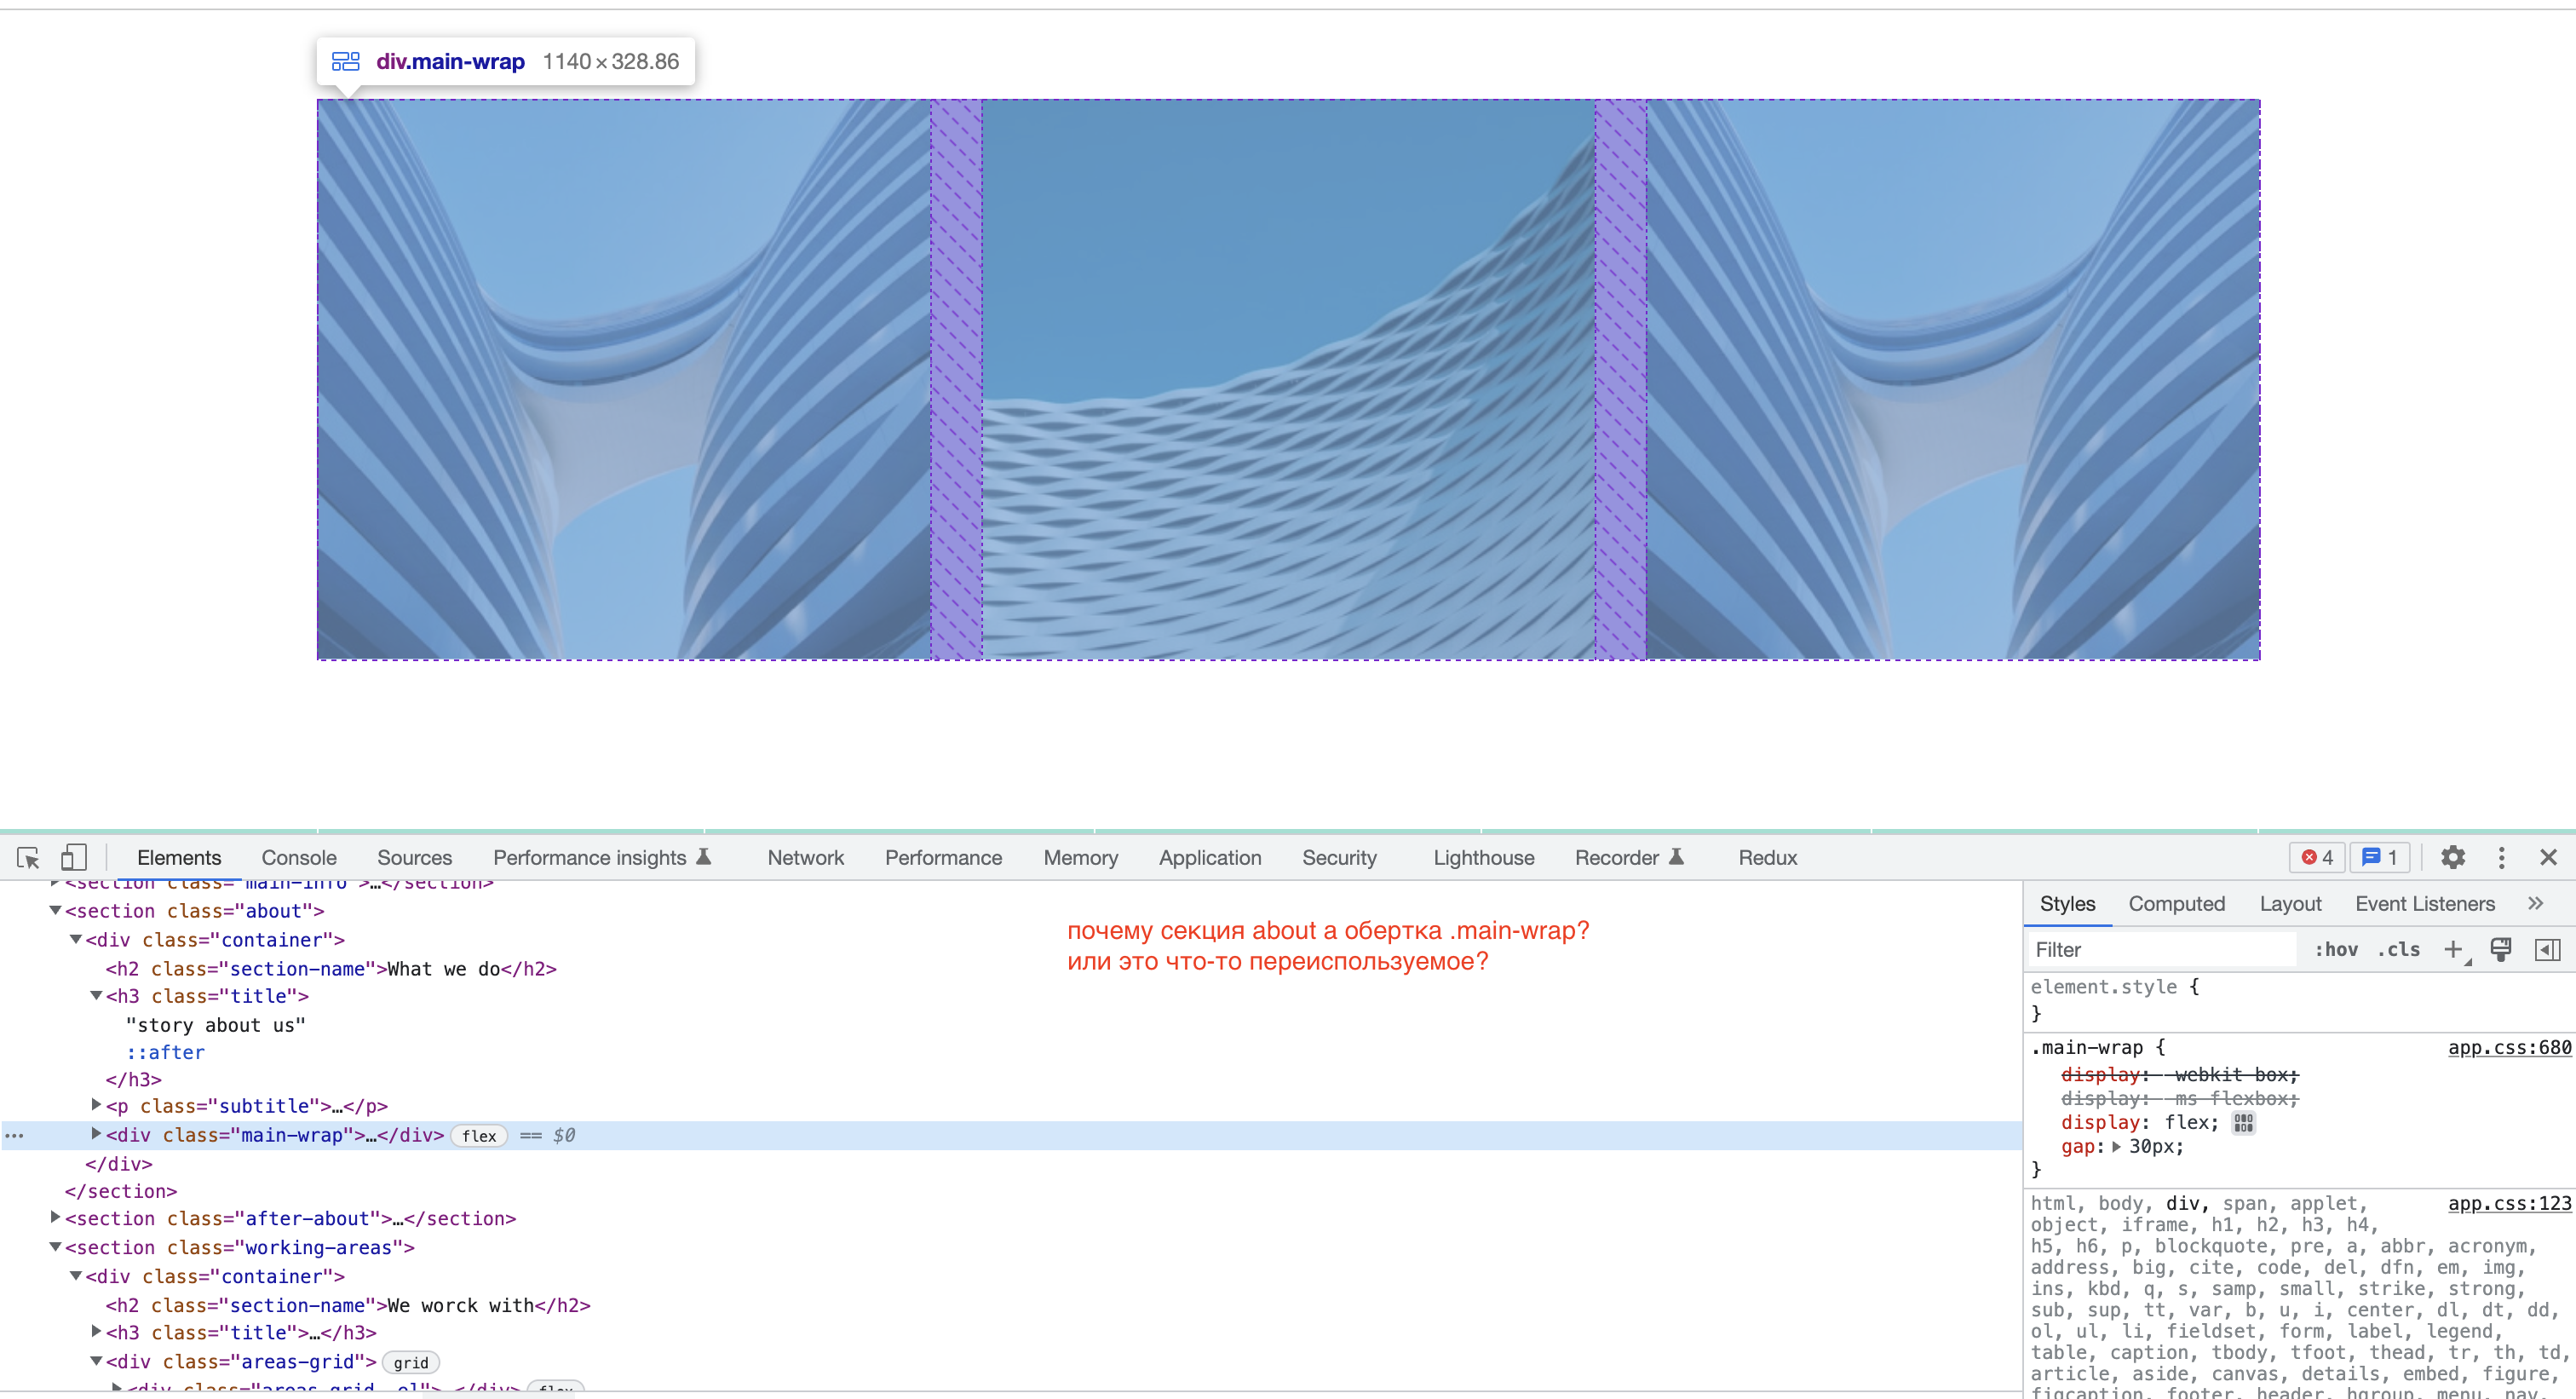 div.main-wrap 1140×328.86
Elements Console Sources Performance insights Network Performance Memory Application Security Lighthouse Recorder Redux 4 1
<section class="main-info">…</section>
<section class="about">
<div class="container">
<h2 class="section-name">What we do</h2>
<h3 class="title">
"story about us"
::after
</h3>
<p class="subtitle">…</p>
<div class="main-wrap">…</div> flex == $0
</div>
</section>
<section class="after-about">…</section>
<section class="working-areas">
<div class="container">
<h2 class="section-name">We worck with</h2>
<h3 class="title">…</h3>
<div class="areas-grid"> grid
почему секция about а обертка .main-wrap?
или это что-то переиспользуемое?
Styles Computed Layout Event Listeners »
Filter :hov .cls +
element.style {
}
.main-wrap { app.css:680
display: -webkit-box;
display: -ms-flexbox;
display: flex;
gap: 30px;
}
html, body, div, span, applet, app.css:123
object, iframe, h1, h2, h3, h4,
h5, h6, p, blockquote, pre, a, abbr, acronym,
address, big, cite, code, del, dfn, em, img,
ins, kbd, q, s, samp, small, strike, strong,
sub, sup, tt, var, b, u, i, center, dl, dt, dd,
ol, ul, li, fieldset, form, label, legend,
table, caption, tbody, tfoot, thead, tr, th, td,
article, aside, canvas, details, embed, figure,
figcaption, footer, header, hgroup, menu, nav,